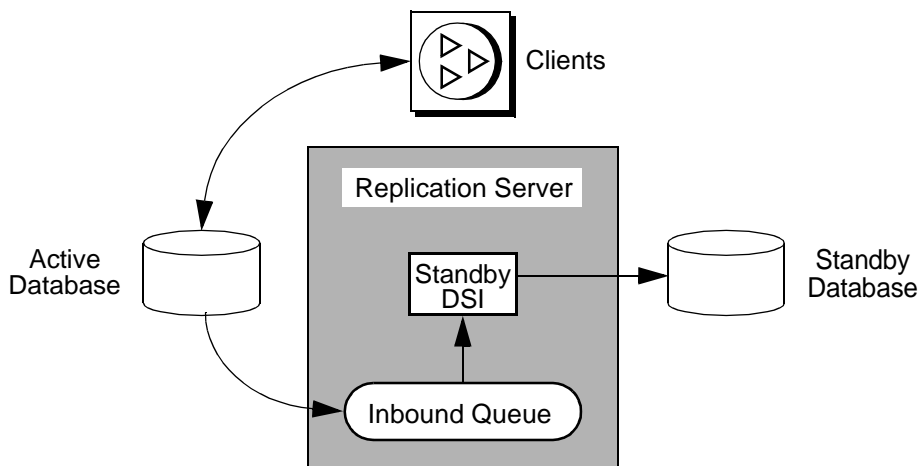 Clients
Replication Server
Active
Database
Standby
DSI
Standby
Database
Inbound Queue